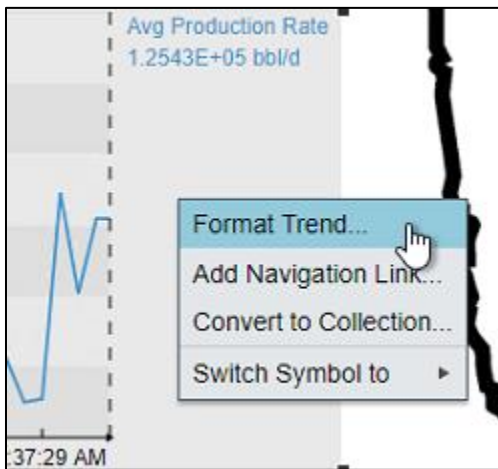 Avg Production Rate
1.2543E+05 bbl/d
Format Trend...
Add Navigation Link...
Convert to Collection...
Switch Symbol to
:37:29 AM